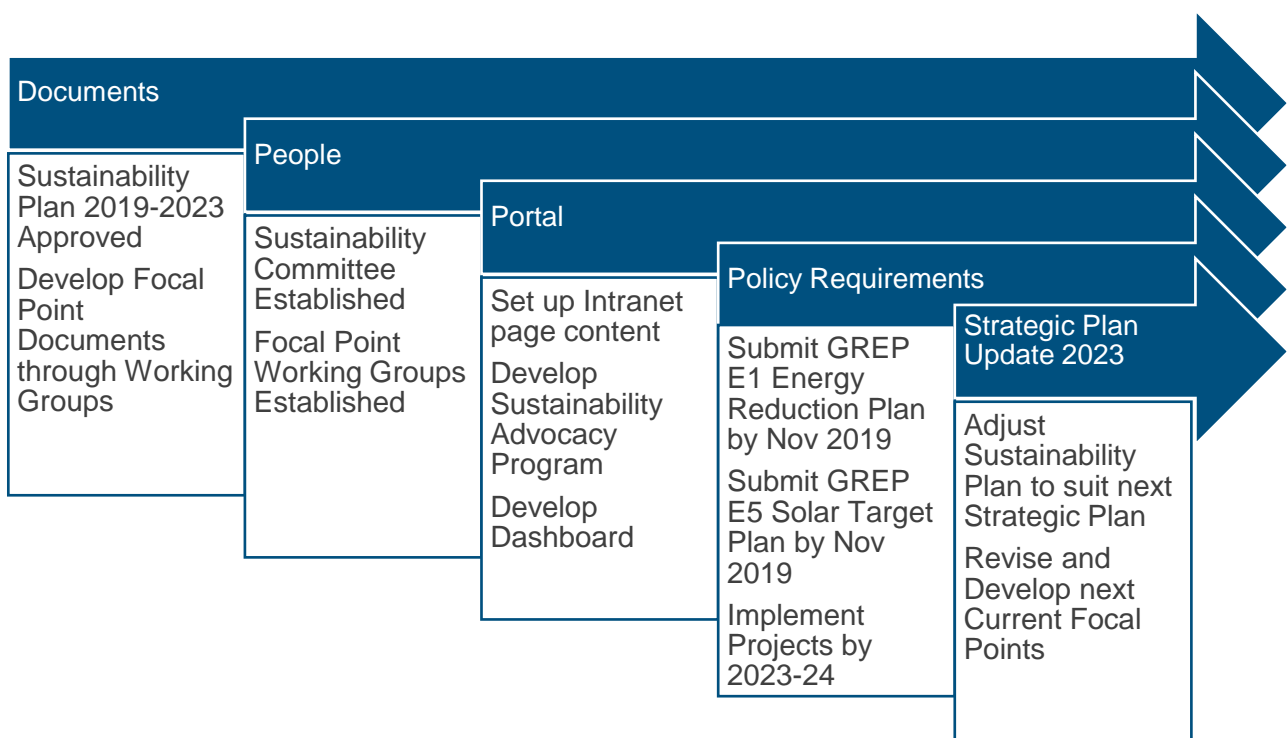 Documents
Sustainability
Plan 2019-2023
Approved
Develop Focal
Point
Documents
through Working
Groups
People
Sustainability
Committee
Established
Focal Point
Working Groups
Established
Portal
Set up Intranet
page content
Develop
Sustainability
Advocacy
Program
Develop
Dashboard
Policy Requirements
Submit GREP
E1 Energy
Reduction Plan
by Nov 2019
Submit GREP
E5 Solar Target
Plan by Nov
2019
Implement
Projects by
2023-24
Strategic Plan
Update 2023
Adjust
Sustainability
Plan to suit next
Strategic Plan
Revise and
Develop next
Current Focal
Points